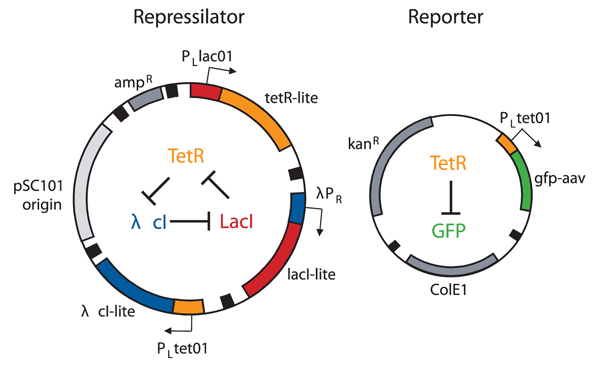 Repressilator
Reporter
PLlac01
ampR
tetR-lite
TetR
λ cI
LacI
λPR
pSC101
origin
lacI-lite
λ cI-lite
PLtet01
PLtet01
kanR
TetR
gfp-aav
GFP
ColE1